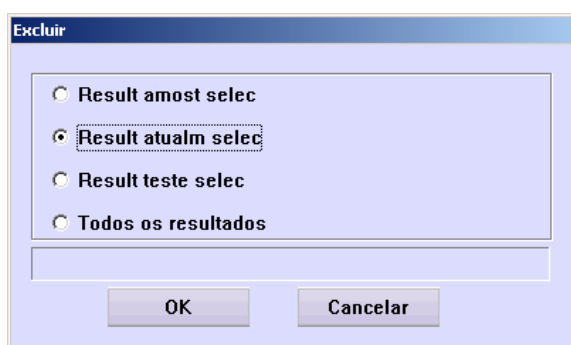 Excluir
Result amost selec
Result atualm selec
Result teste selec
Todos os resultados
OK Cancelar